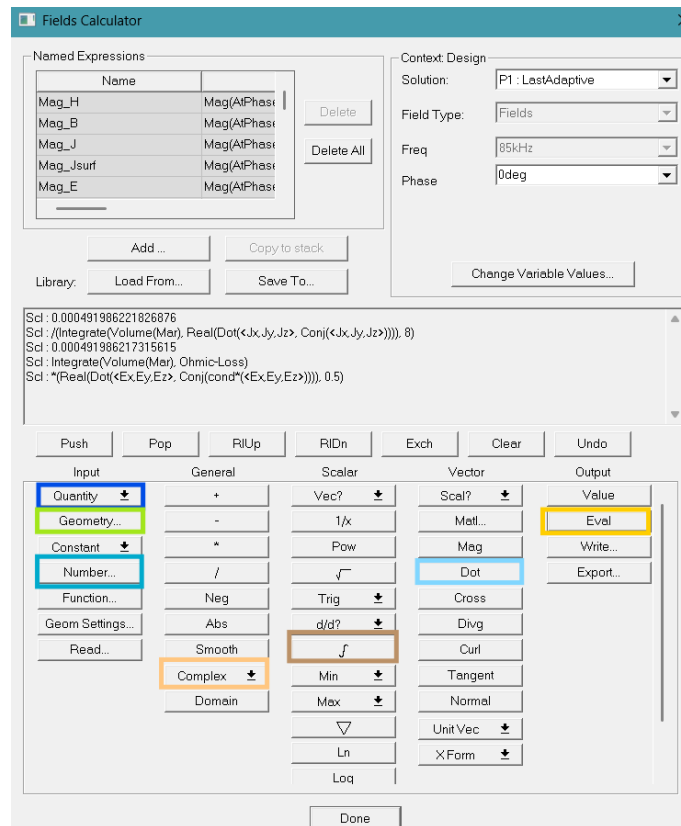 Fields Calculator
Named Expressions
Name
Mag_H Mag(AtPhase
Mag_B Mag(AtPhase
Mag_J Mag(AtPhase
Mag_Jsurf Mag(AtPhase
Mag_E Mag(AtPhase
Delete
Delete All
Context: Design
Solution: P1 : LastAdaptive
Field Type: Fields
Freq 85kHz
Phase 0deg
Add ... Copy to stack
Library: Load From... Save To...
Change Variable Values...
Scl : 0.000491986221826876
Scl : /(Integrate(Volume(Mar), Real(Dot(<Jx,Jy,Jz>, Conj(<Jx,Jy,Jz>)))), 8)
Scl : 0.000491986217315615
Scl : Integrate(Volume(Mar), Ohmic-Loss)
Scl : *(Real(Dot(<Ex,Ey,Ez>, Conj(cond*(<Ex,Ey,Ez>)))), 0.5)
Push Pop RlUp RlDn Exch Clear Undo
Input General Scalar Vector Output
Quantity + Vec? Scal? Value
Geometry... - 1/x Matl... Eval
Constant * Pow Mag Write...
Number... / √ Dot Export...
Function... Neg Trig Cross
Geom Settings... Abs d/d? Divg
Read... Smooth ∫ Curl
Complex Min Tangent
Domain Max Normal
▽ Unit Vec
Ln X Form
Log
Done